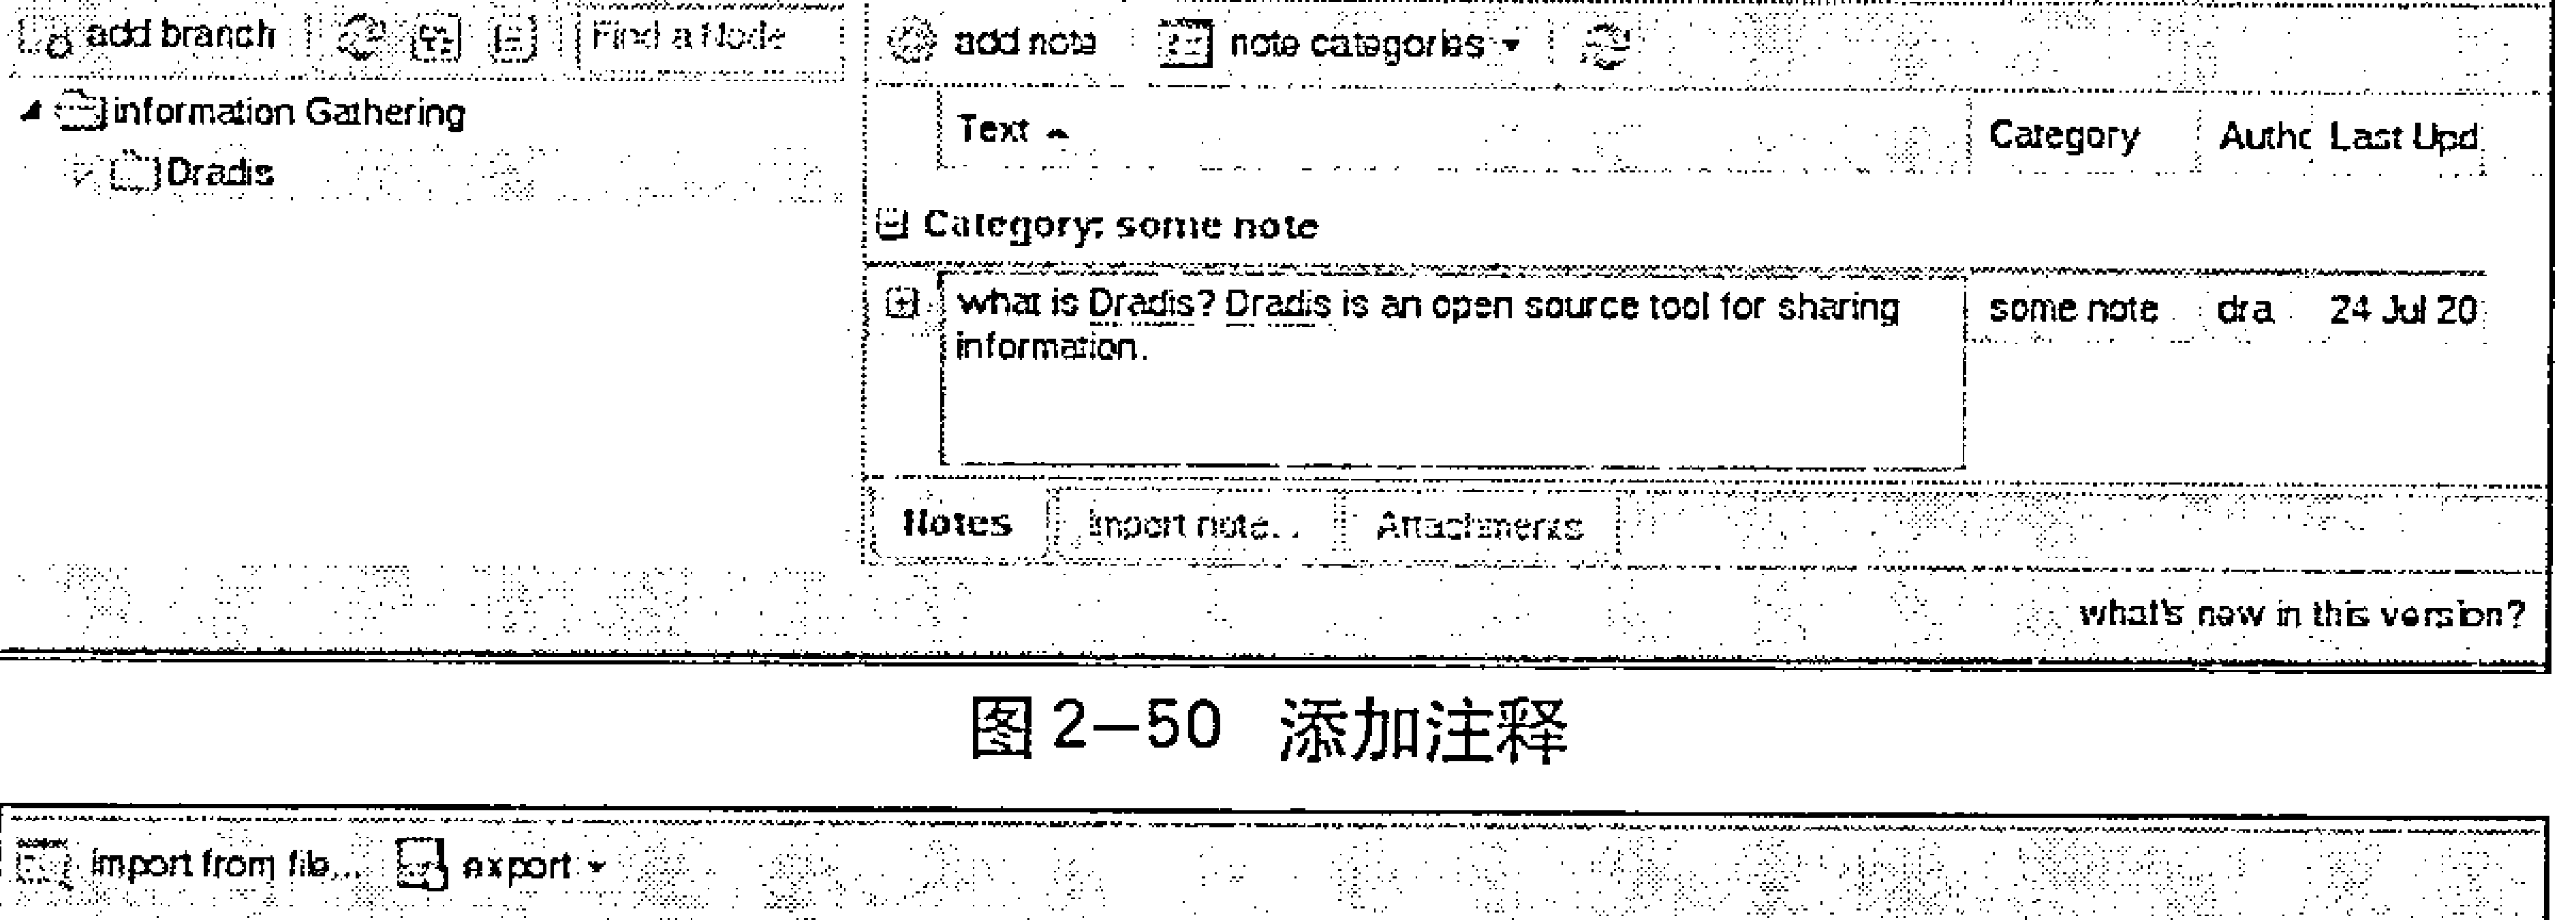 add branch Find a Node add note note categories
information Gathering
Dradis
Text Category Autho Last Upd
Category: some note
what is Dradis? Dradis is an open source tool for sharing some note dra 24 Jul 20
information.
Notes Import note... Attachments
what's new in this version?
图2-50 添加注释
import from file... export